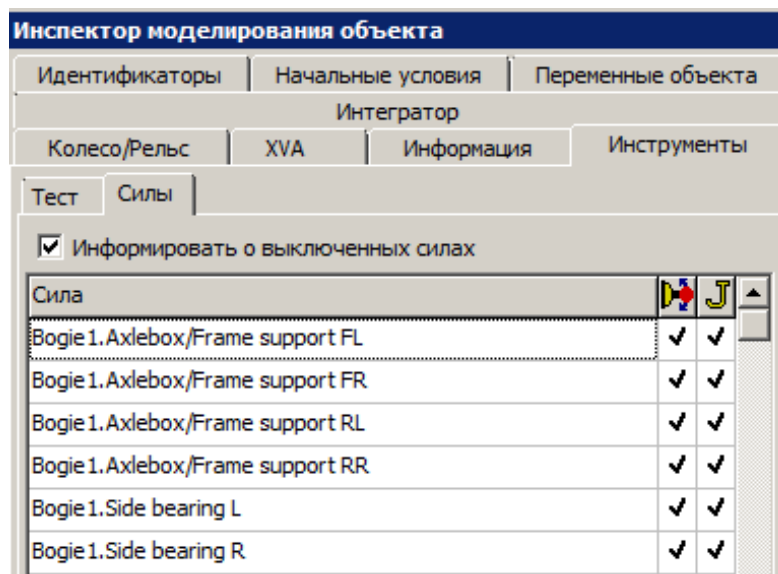 Инспектор моделирования объекта
Идентификаторы Начальные условия Переменные объекта
Интегратор
Колесо/Рельс XVA Информация Инструменты
Тест Силы
Информировать о выключенных силах
Сила J
Bogie1.Axlebox/Frame support FL
Bogie1.Axlebox/Frame support FR
Bogie1.Axlebox/Frame support RL
Bogie1.Axlebox/Frame support RR
Bogie1.Side bearing L
Bogie1.Side bearing R